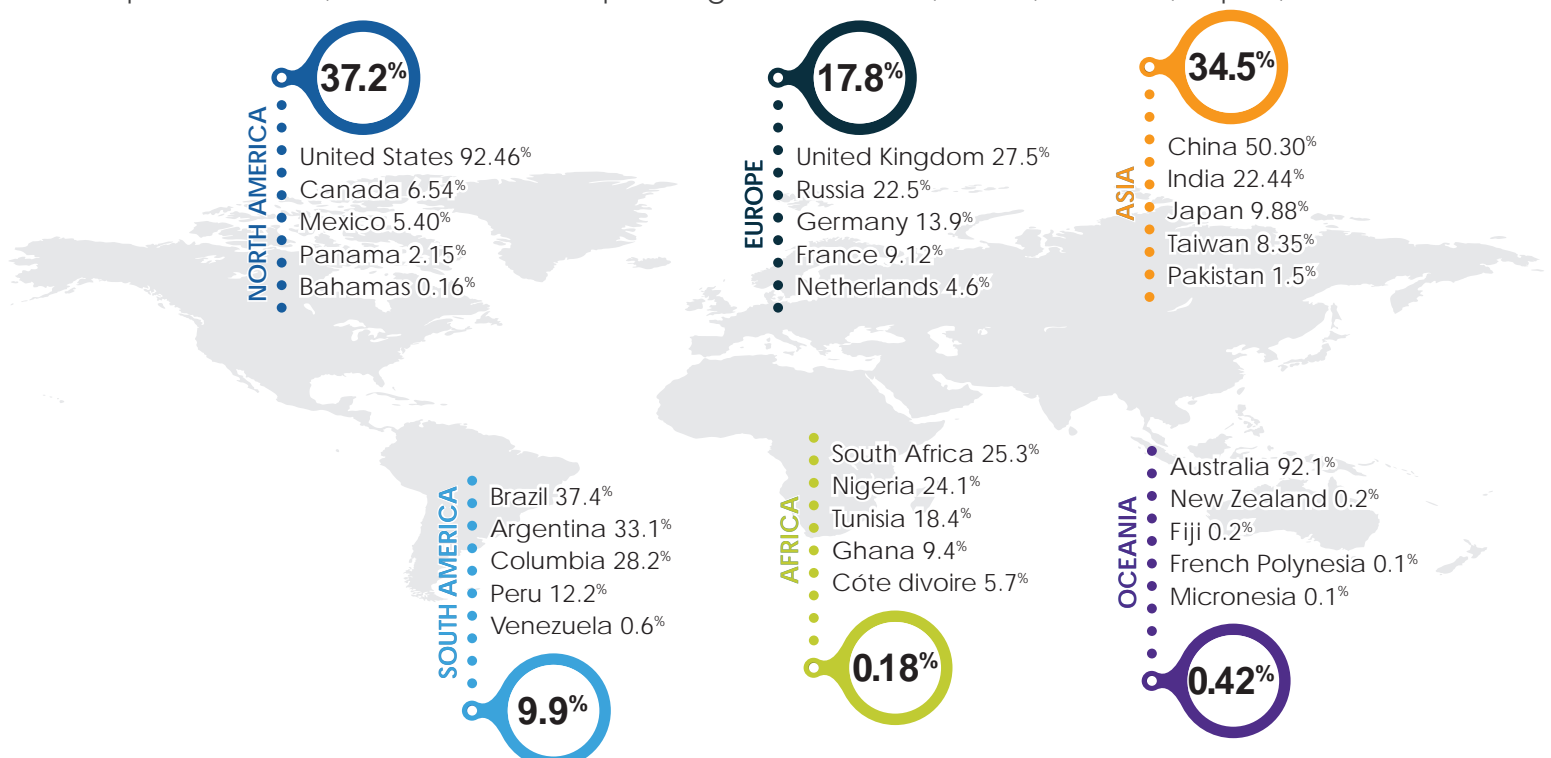 37.2%
NORTH AMERICA
United States 92.46%
Canada 6.54%
Mexico 5.40%
Panama 2.15%
Bahamas 0.16%
17.8%
EUROPE
United Kingdom 27.5%
Russia 22.5%
Germany 13.9%
France 9.12%
Netherlands 4.6%
34.5%
ASIA
China 50.30%
India 22.44%
Japan 9.88%
Taiwan 8.35%
Pakistan 1.5%
SOUTH AMERICA
Brazil 37.4%
Argentina 33.1%
Columbia 28.2%
Peru 12.2%
Venezuela 0.6%
9.9%
AFRICA
South Africa 25.3%
Nigeria 24.1%
Tunisia 18.4%
Ghana 9.4%
Córe divoire 5.7%
0.18%
OCEANIA
Australia 92.1%
New Zealand 0.2%
Fiji 0.2%
French Polynesia 0.1%
Micronesia 0.1%
0.42%